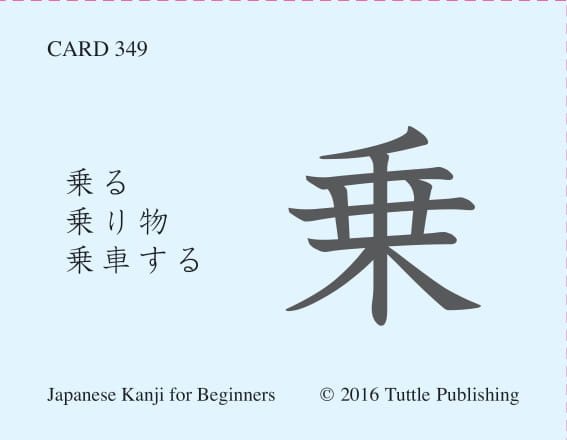 CARD 349
乗る
乗り物
乗車する
乗
Japanese Kanji for Beginners
© 2016 Tuttle Publishing